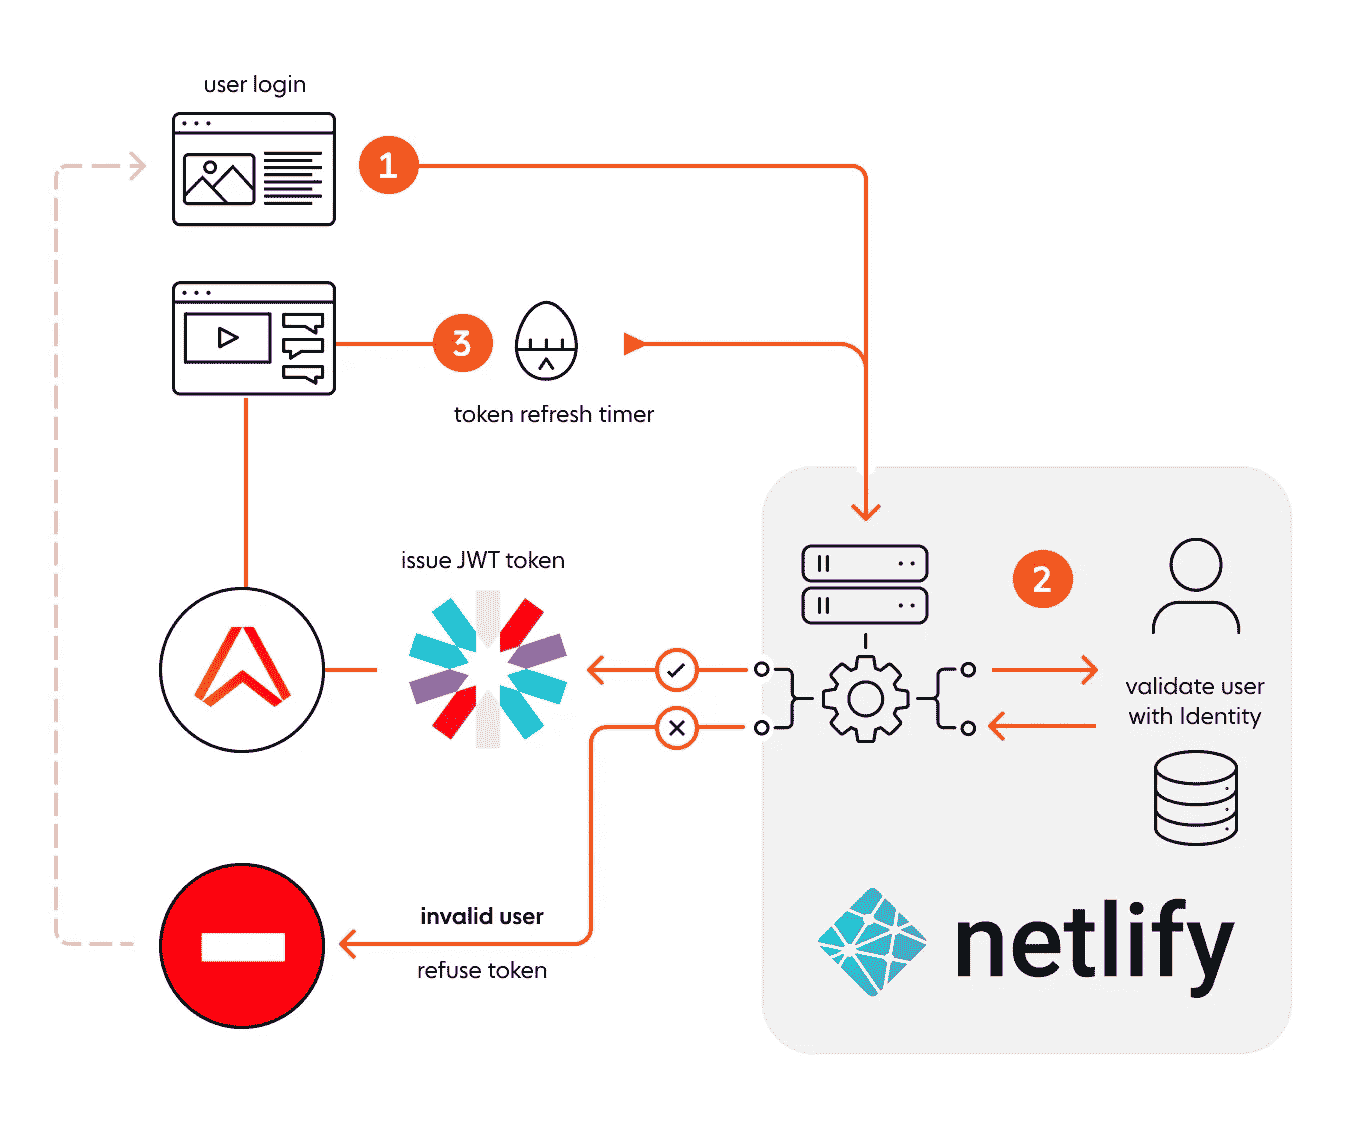 user login
1
3
token refresh timer
issue JWT token
2
validate user
with Identity
invalid user
refuse token
netlify